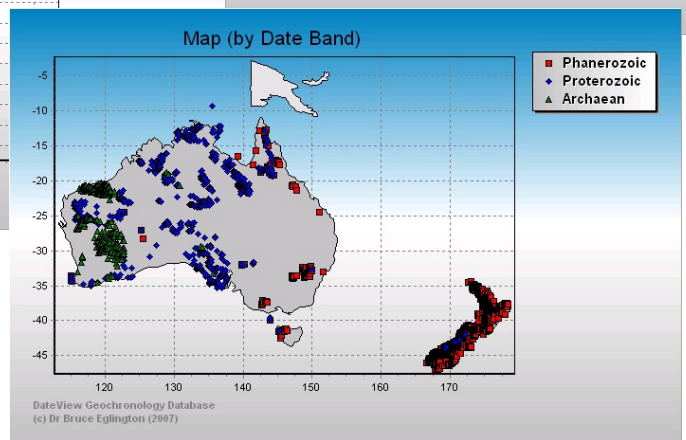 Map (by Date Band)
Phanerozoic
Proterozoic
Archaean
-5
-10
-15
-20
-25
-30
-35
-40
-45
120 130 140 150 160 170
DateView Geochronology Database
(c) Dr Bruce Eglington (2007)